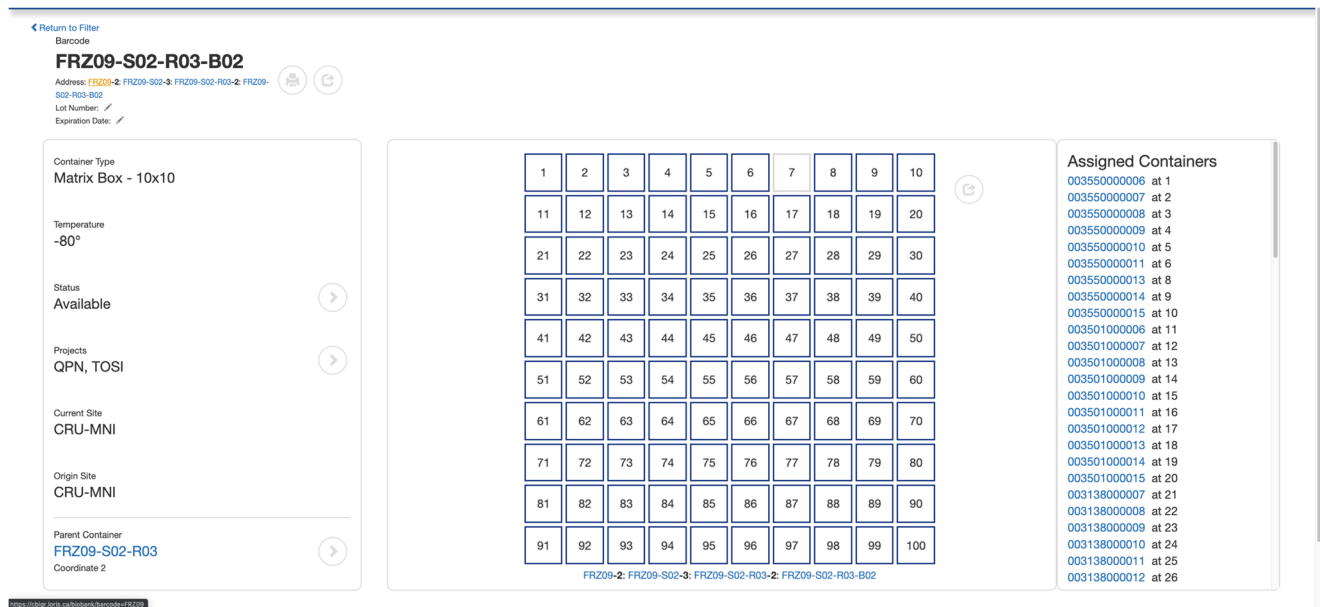 Return to Filter
Barcode
FRZ09-S02-R03-B02
Address: FRZ09-2: FRZ09-S02-3: FRZ09-S02-R03-2: FRZ09-
S02-R03-B02
Lot Number:
Expiration Date:
Container Type
Matrix Box - 10x10
Temperature
-80°
Status
Available
Projects
QPN, TOSI
Current Site
CRU-MNI
Origin Site
CRU-MNI
Parent Container
FRZ09-S02-R03
Coordinate 2
1 2 3 4 5 6 7 8 9 10
11 12 13 14 15 16 17 18 19 20
21 22 23 24 25 26 27 28 29 30
31 32 33 34 35 36 37 38 39 40
41 42 43 44 45 46 47 48 49 50
51 52 53 54 55 56 57 58 59 60
61 62 63 64 65 66 67 68 69 70
71 72 73 74 75 76 77 78 79 80
81 82 83 84 85 86 87 88 89 90
91 92 93 94 95 96 97 98 99 100
FRZ09-2: FRZ09-S02-3: FRZ09-S02-R03-2: FRZ09-S02-R03-B02
Assigned Containers
003550000006 at 1
003550000007 at 2
003550000008 at 3
003550000009 at 4
003550000010 at 5
003550000011 at 6
003550000013 at 8
003550000014 at 9
003550000015 at 10
003501000006 at 11
003501000007 at 12
003501000008 at 13
003501000009 at 14
003501000010 at 15
003501000011 at 16
003501000012 at 17
003501000013 at 18
003501000014 at 19
003501000015 at 20
003138000007 at 21
003138000008 at 22
003138000009 at 23
003138000010 at 24
003138000011 at 25
003138000012 at 26
https://cbigr.loris.ca/biobank/barcode=FRZ09